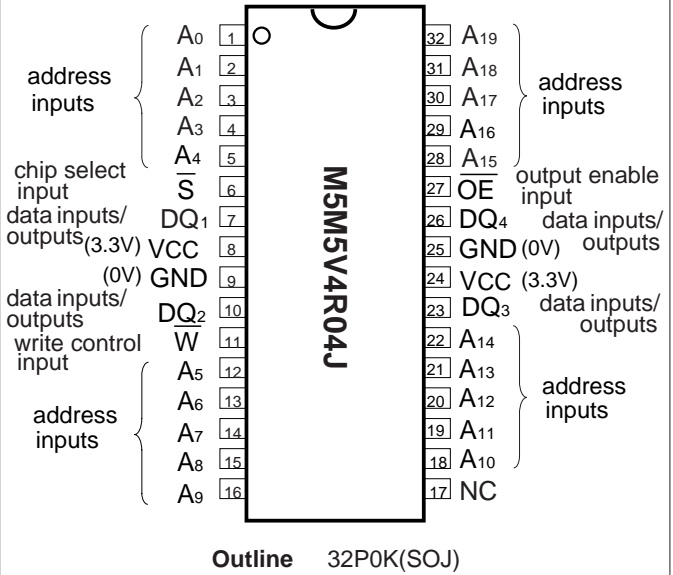 A0 1 32 A19
A1 2 31 A18
address inputs A2 3 30 A17 address inputs
A3 4 29 A16
A4 5 28 A15
chip select input S̅ 6 27 O̅E̅ output enable input
data inputs/ outputs DQ1 7 26 DQ4 data inputs/ outputs
(3.3V) VCC 8 25 GND (0V)
(0V) GND 9 24 VCC (3.3V)
data inputs/ outputs DQ2 10 23 DQ3 data inputs/ outputs
write control input W̅ 11 22 A14
A5 12 21 A13
address inputs A6 13 20 A12 address inputs
A7 14 19 A11
A8 15 18 A10
A9 16 17 NC
M5M5V4R04J
Outline 32P0K(SOJ)